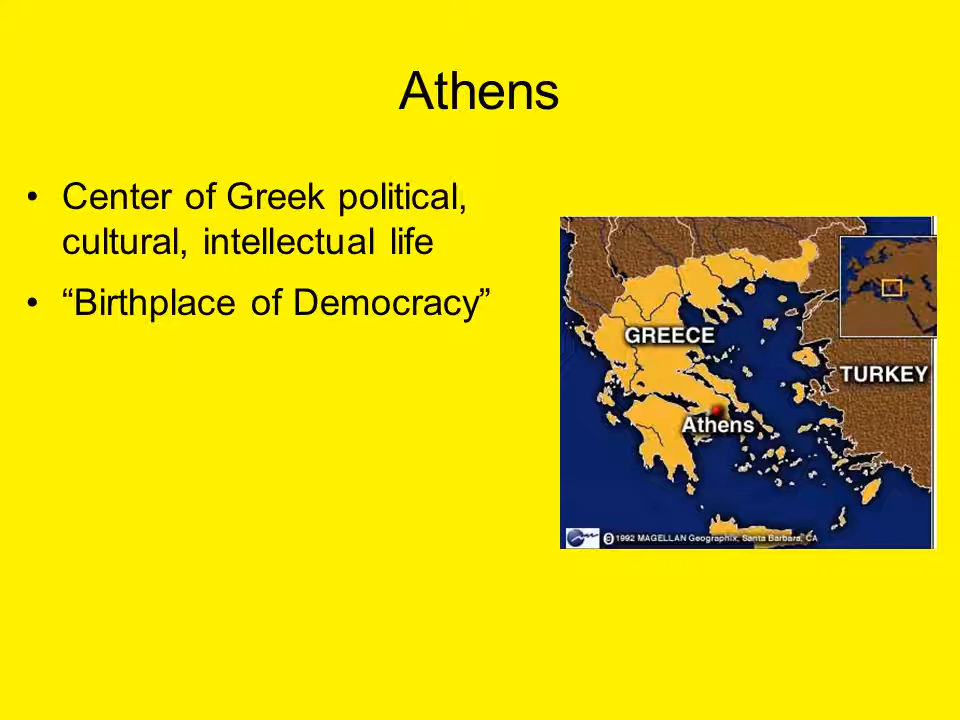 Athens
• Center of Greek political,
cultural, intellectual life
• “Birthplace of Democracy”
GREECE
TURKEY
Athens
© 1992 MAGELLAN Geographix, Santa Barbara, CA